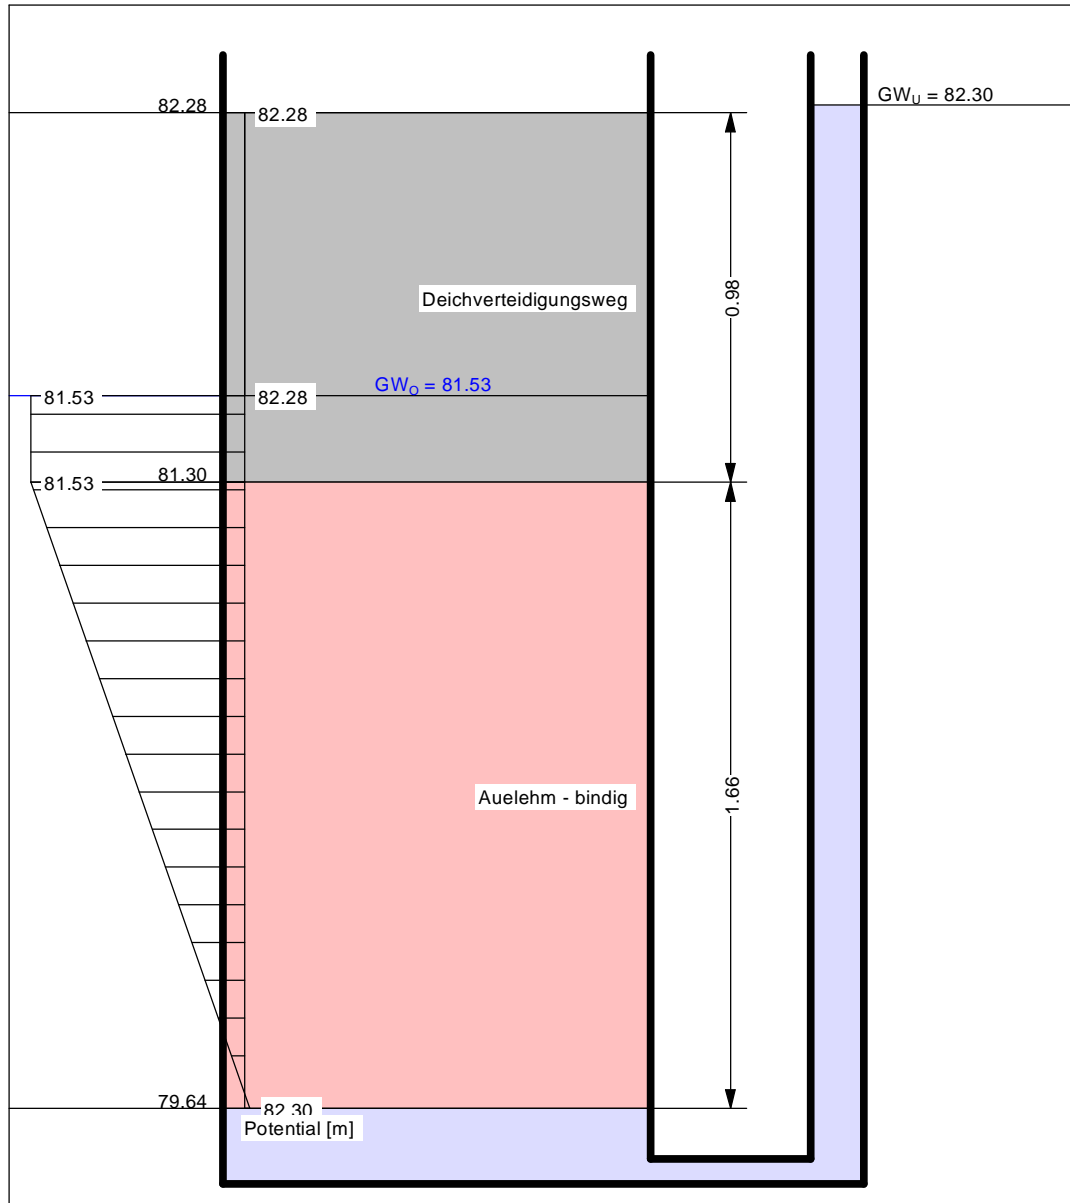 82.28
82.28
GWU = 82.30
0.98
Deichverteidigungsweg
GWO = 81.53
81.53
82.28
81.30
81.53
1.66
Auelehm - bindig
79.64
82.30
Potential [m]